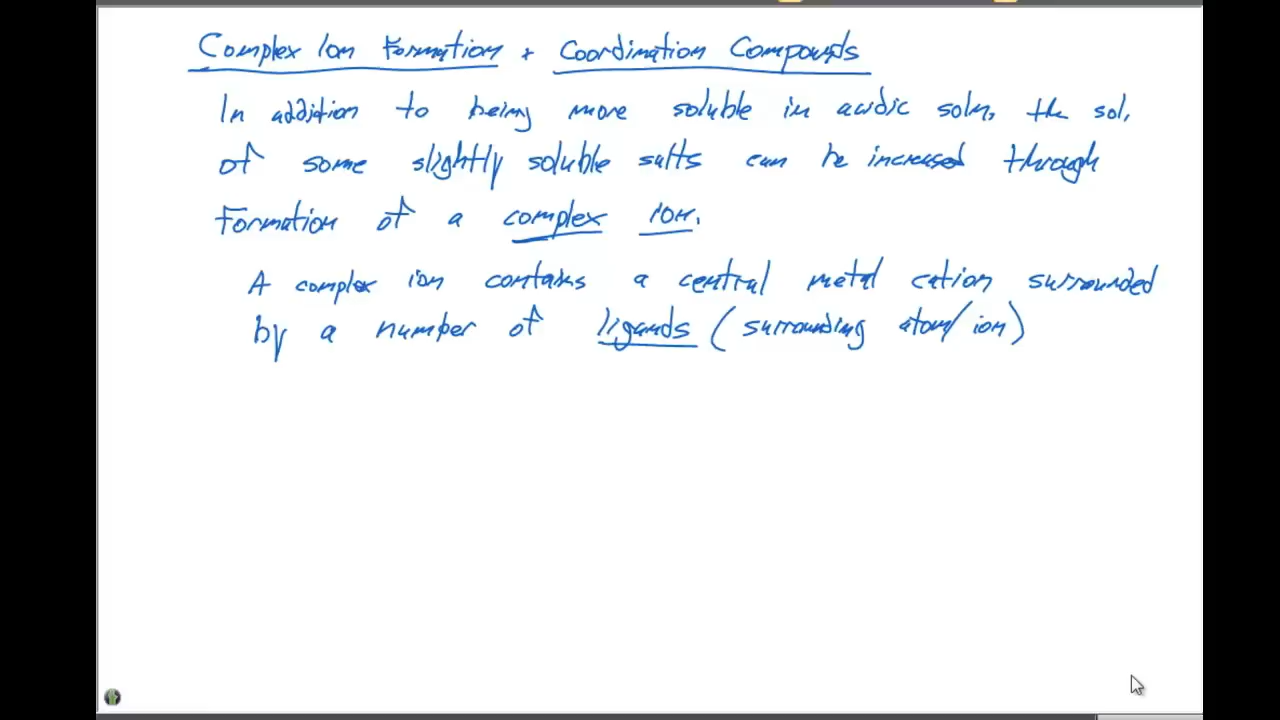 Complex Ion Formation + Coordination Compounds
In addition to being more soluble in acidic soln, the sol.
of some slightly soluble salts can be increased through
Formation of a complex ion.
A complex ion contains a central metal cation surrounded
by a number of ligands (surrounding atom/ion)